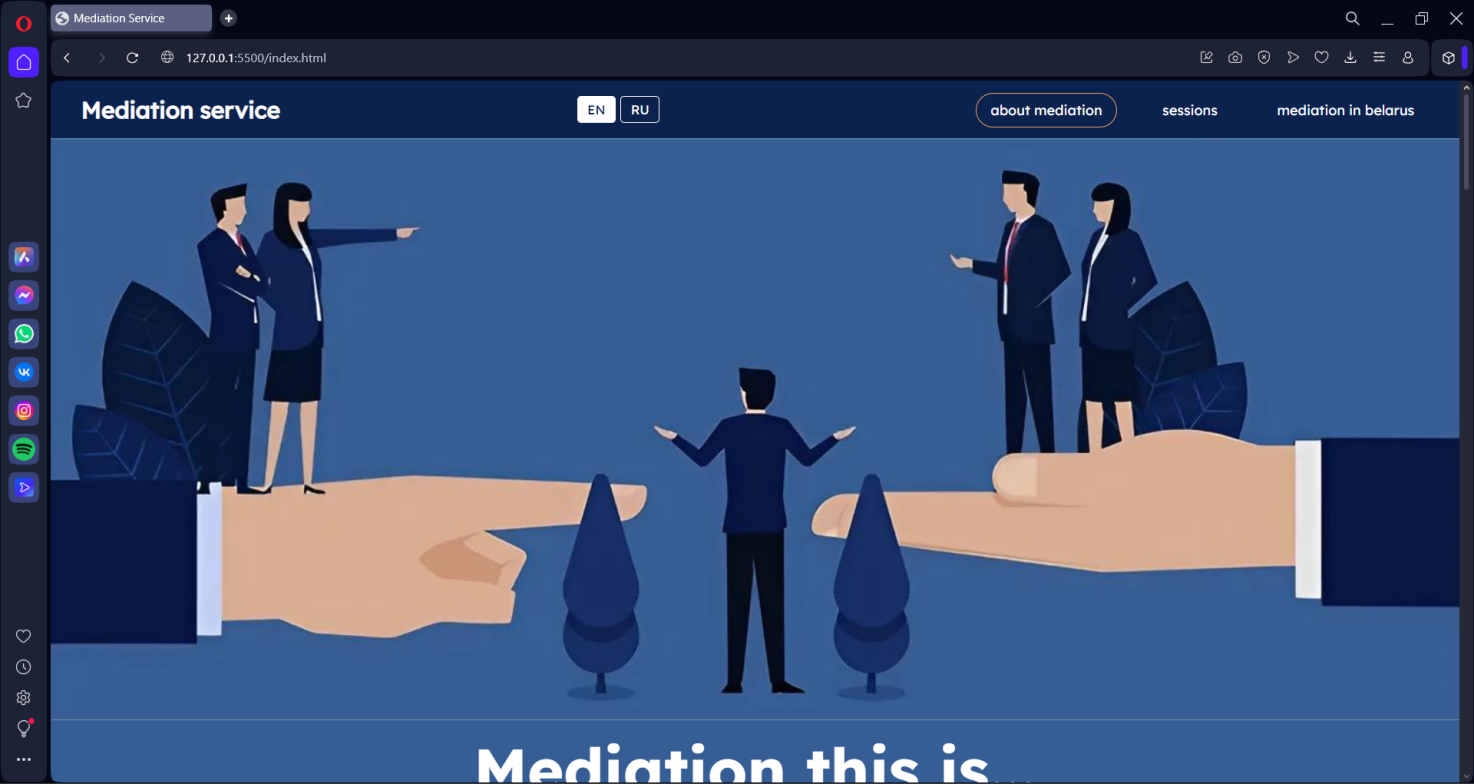 Mediation Service
127.0.0.1:5500/index.html
Mediation service
EN RU
about mediation
sessions
mediation in belarus
Mediation this is...